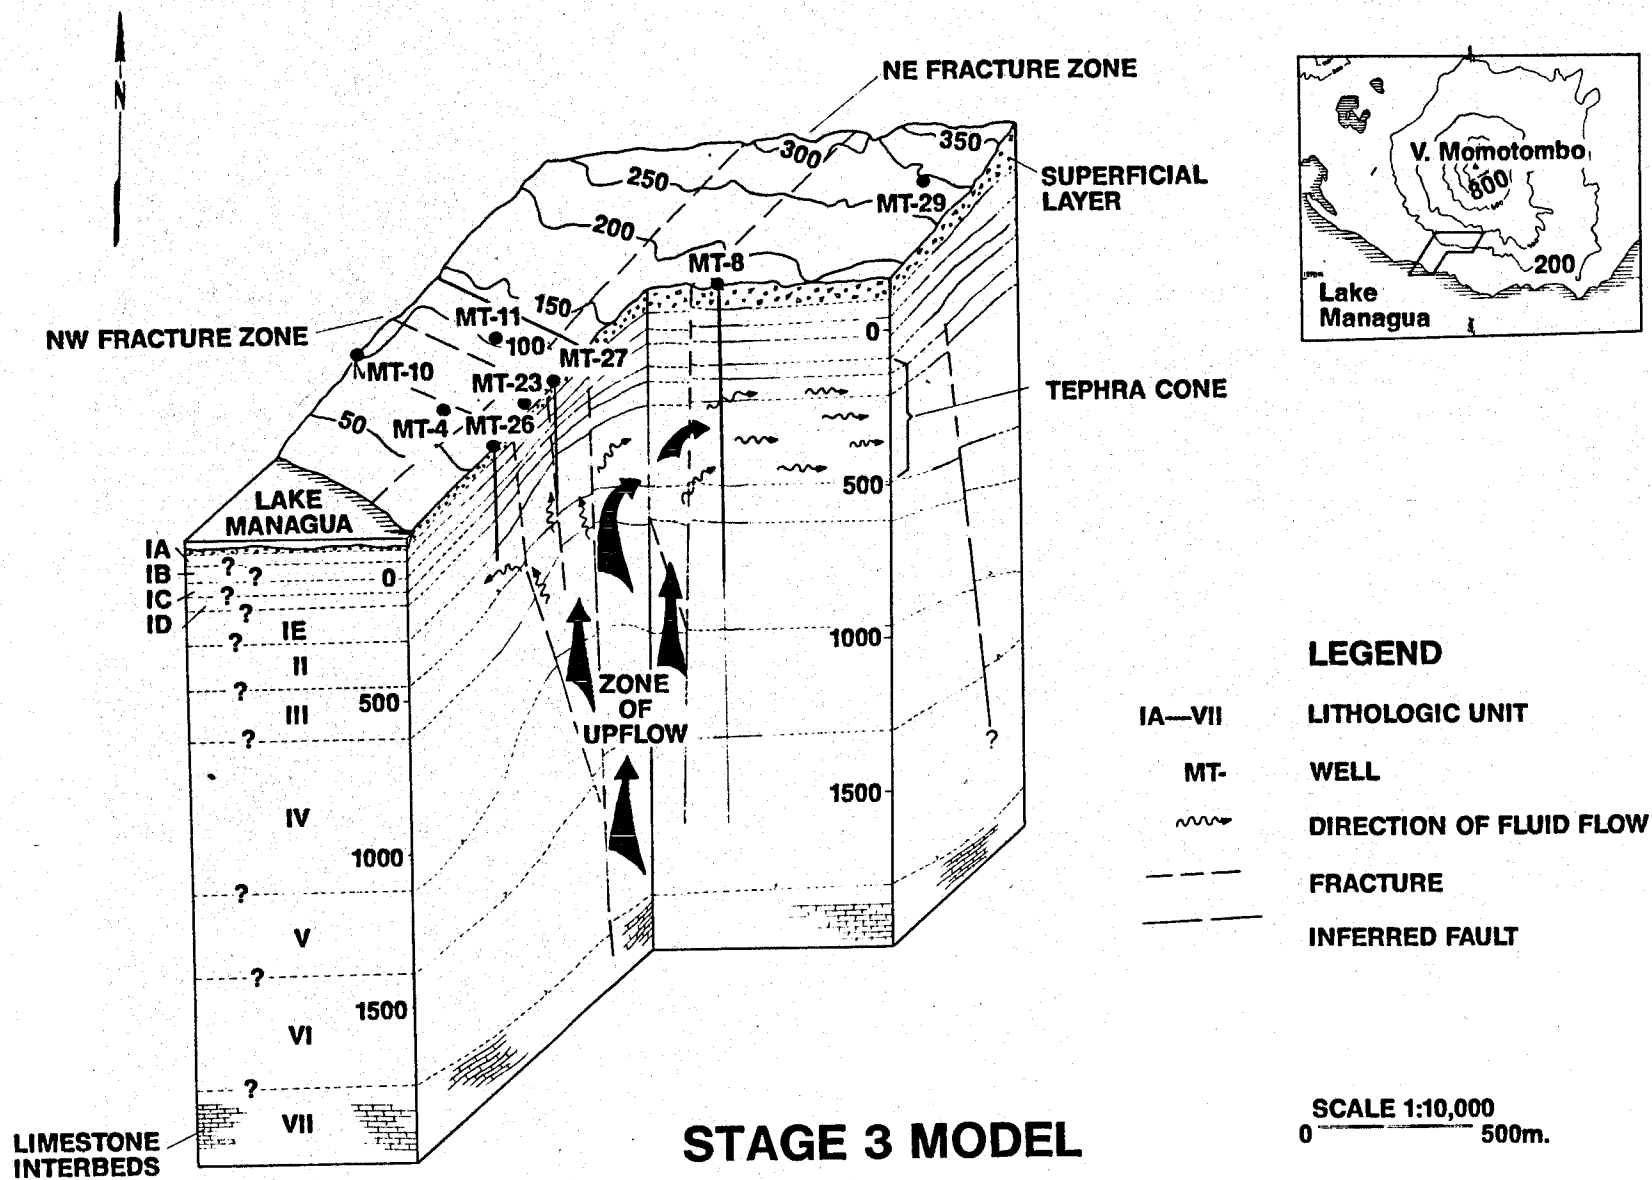 N
NE FRACTURE ZONE
350
300
250
200
MT-29
SUPERFICIAL
LAYER
MT-8
150
MT-11
100
MT-27
NW FRACTURE ZONE
MT-10
MT-23
50
MT-4
MT-26
0
TEPHRA CONE
500
LAKE
MANAGUA
IA
IB
IC
ID
?
?
?
?
?
0
IE
II
?
500
III
?
IV
1000
?
V
?
1500
VI
?
VII
LIMESTONE
INTERBEDS
ZONE
OF
UPFLOW
1000
1500
?
V. Momotombo
800
200
Lake
Managua
LEGEND
IA—VII LITHOLOGIC UNIT
MT- WELL
DIRECTION OF FLUID FLOW
FRACTURE
INFERRED FAULT
STAGE 3 MODEL
SCALE 1:10,000
0 500m.